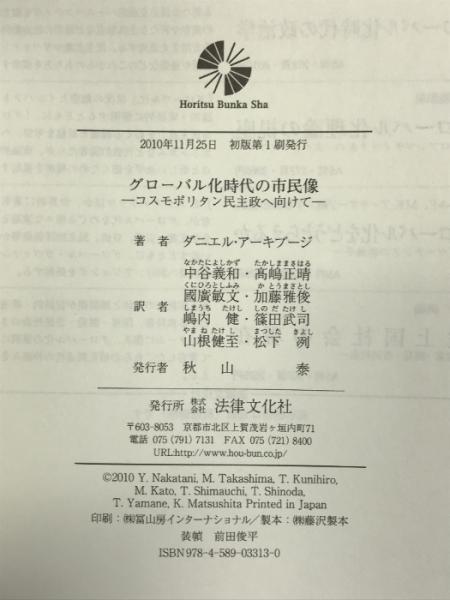 Horitsu Bunka Sha
2010年11月25日 初版第1刷発行
グローバル化時代の市民像
―コスモポリタン民主政へ向けて―
著者 ダニエル・アーキブージ
なかたによしかず たかしままさはる
中谷義和・髙嶋正晴
くにひろとしふみ かとうまさとし
國廣敏文・加藤雅俊
訳者
しまうち たけし しのだ たけし
嶋内 健・篠田武司
やまね けんし まつした きよし
山根健至・松下 冽
発行者 秋山 泰
発行所 株式会社 法律文化社
〒603-8053 京都市北区上賀茂岩ヶ垣内町71
電話 075(791)7131 FAX 075(721)8400
URL:http://www.hou-bun.co.jp/
©2010 Y. Nakatani, M. Takashima, T. Kunihiro,
M. Kato, T. Shimauchi, T. Shinoda,
T. Yamane, K. Matsushita Printed in Japan
印刷：㈱冨山房インターナショナル／製本：㈱藤沢製本
装幀 前田俊平
ISBN 978-4-589-03313-0